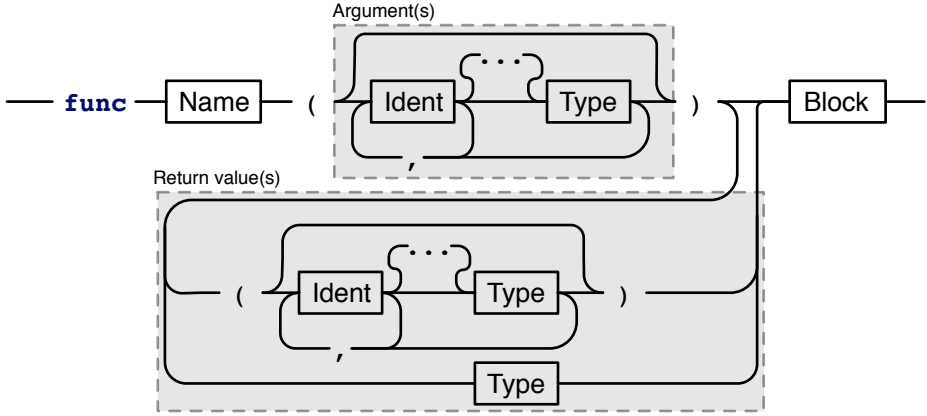 Argument(s)
...
func Name ( Ident Type ) Block
,
Return value(s)
...
( Ident Type )
,
Type